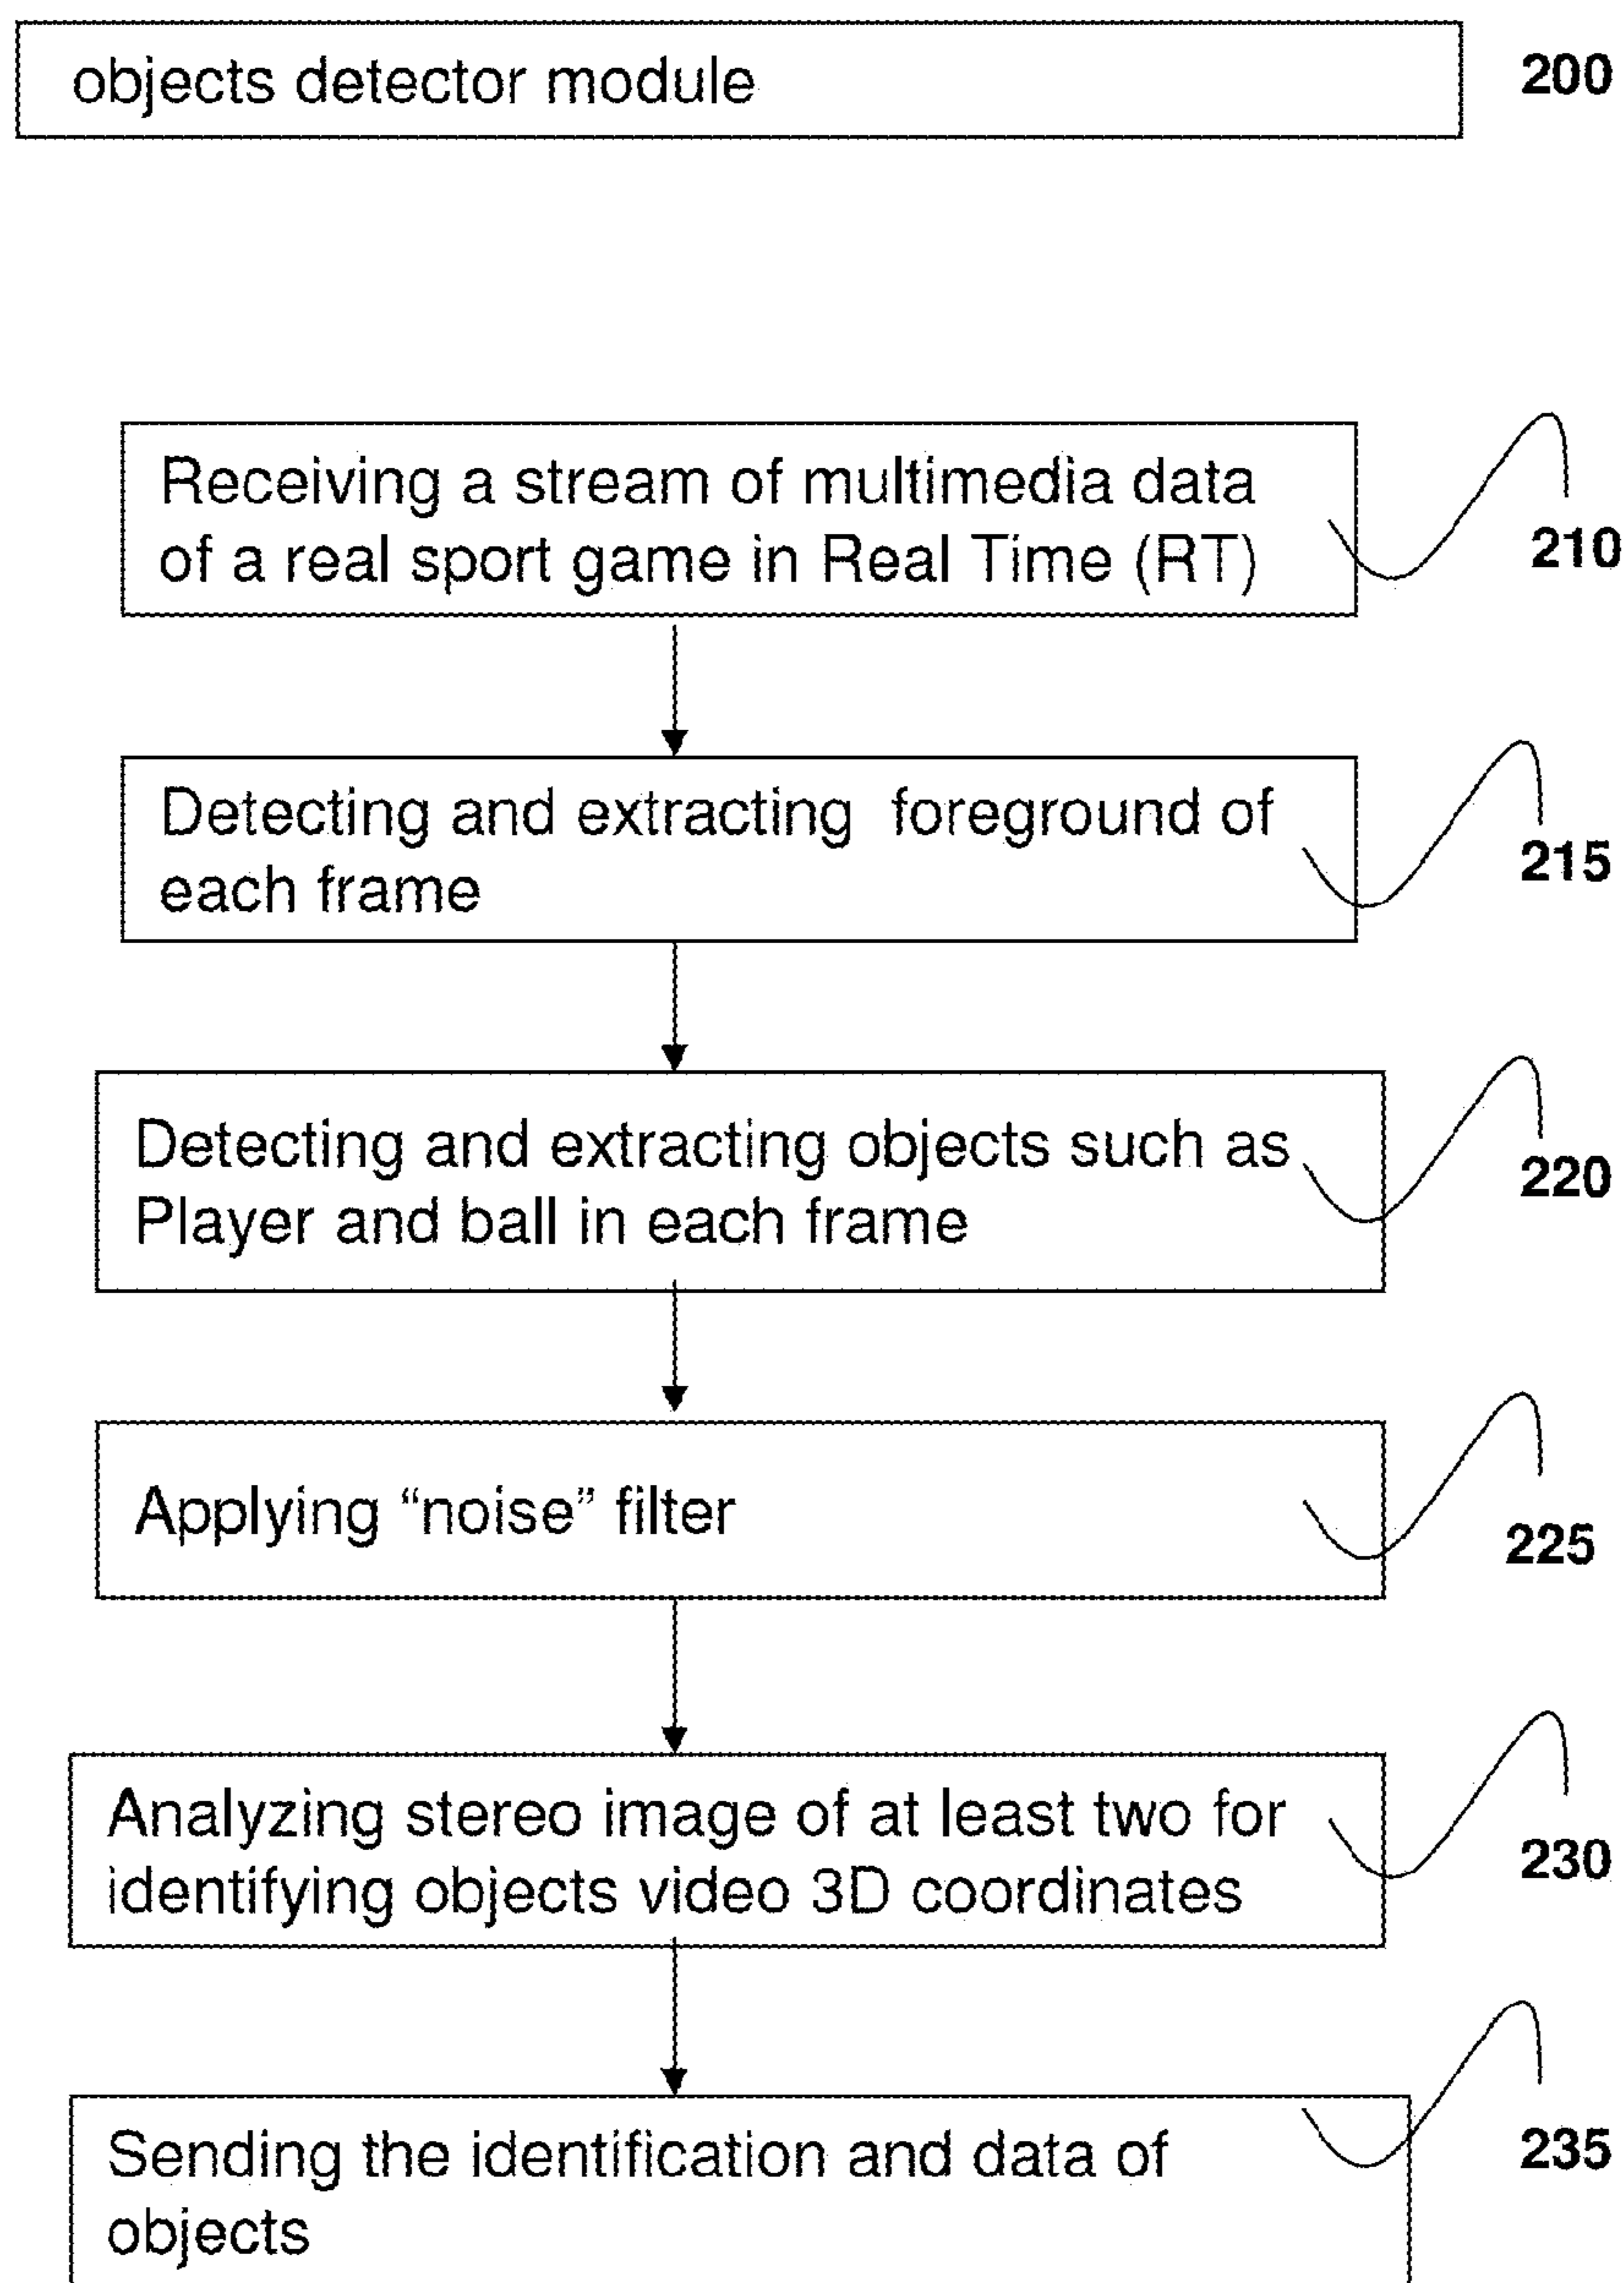 objects detector module 200
Receiving a stream of multimedia data
of a real sport game in Real Time (RT)
210
Detecting and extracting foreground of
each frame
215
Detecting and extracting objects such as
Player and ball in each frame
220
Applying “noise” filter
225
Analyzing stereo image of at least two for
identifying objects video 3D coordinates
230
Sending the identification and data of
objects
235